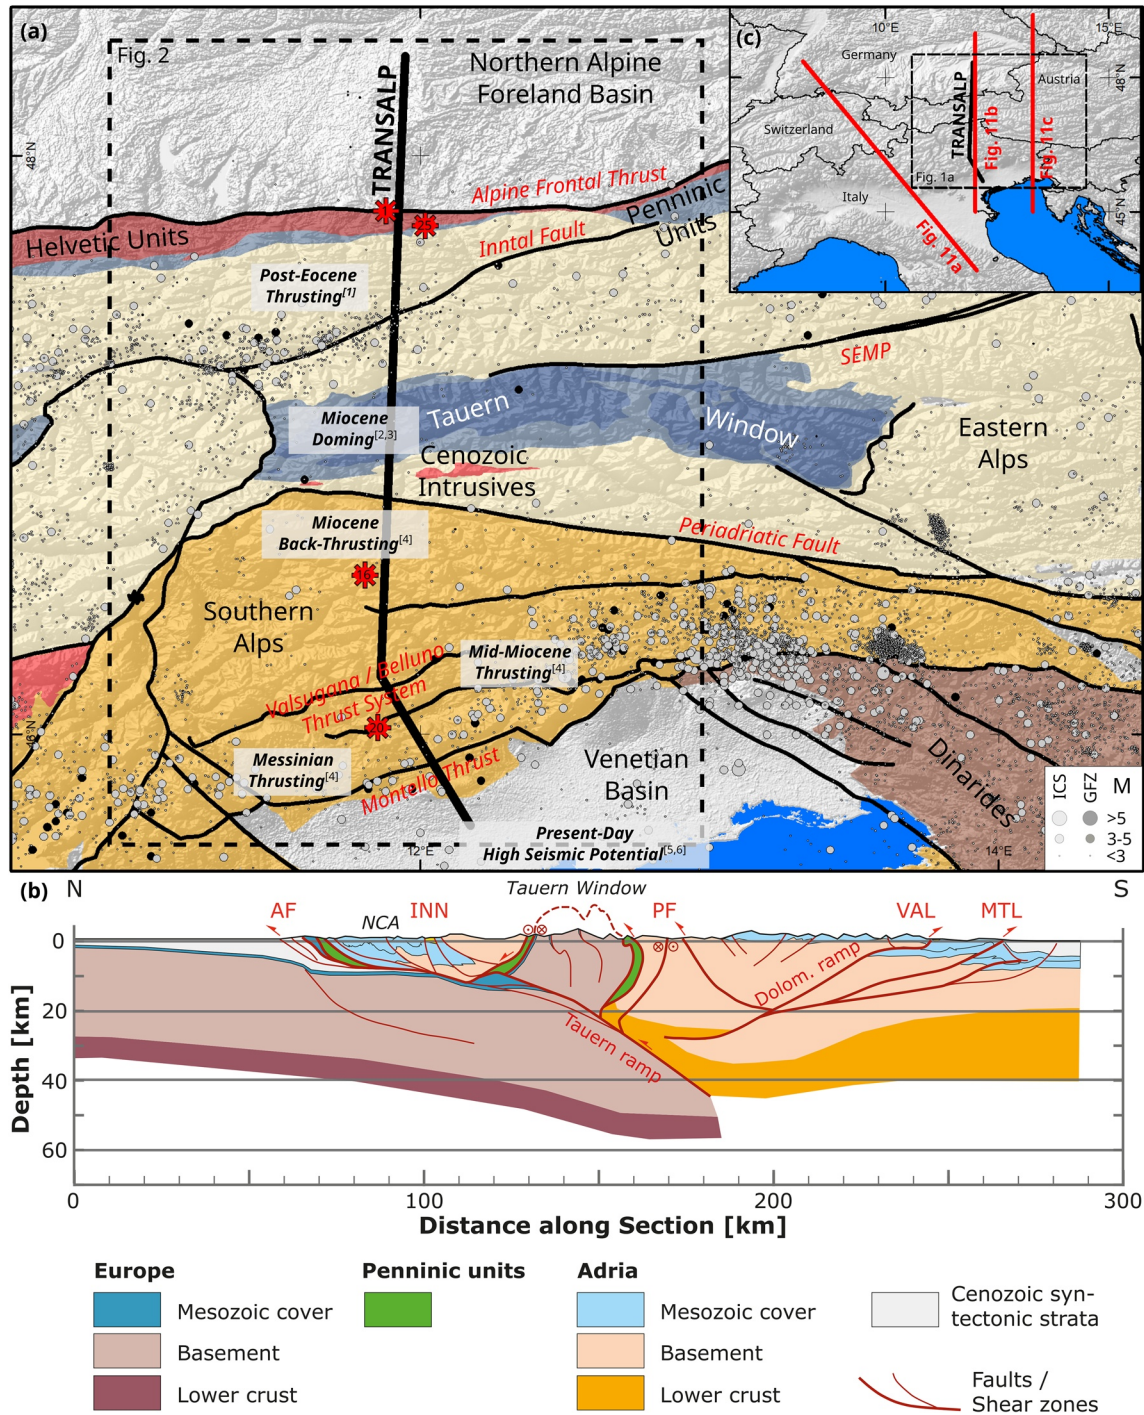 (a)
Fig. 2
TRANSALP
Northern Alpine
Foreland Basin
48°N
Alpine Frontal Thrust
Penninic
Units
Helvetic Units
Inntal Fault
Post-Eocene
Thrusting[1]
SEMP
Miocene
Doming[2,3]
Tauern
Window
Eastern
Alps
Cenozoic
Intrusives
Miocene
Back-Thrusting[4]
Periadriatic Fault
16
Southern
Alps
Mid-Miocene
Thrusting[4]
Valsugana / Belluno
Thrust System
46°N
Messinian
Thrusting[4]
Montello Thrust
Venetian
Basin
Dinarides
Present-Day
High Seismic Potential[5,6]
12°E
14°E
ICS
GFZ
M
>5
3-5
<3
(c)
10°E
15°E
Germany
48°N
Austria
TRANSALP
Fig. 11b
Fig. 11c
Switzerland
Fig. 1a
Italy
45°N
Fig. 11a
(b)
N
S
Tauern Window
AF
NCA
INN
PF
VAL
MTL
Dolom. ramp
Tauern ramp
Depth [km]
0
20
40
60
0
100
200
300
Distance along Section [km]
Europe
Mesozoic cover
Basement
Lower crust
Penninic units
Adria
Mesozoic cover
Basement
Lower crust
Cenozoic syn-
tectonic strata
Faults /
Shear zones